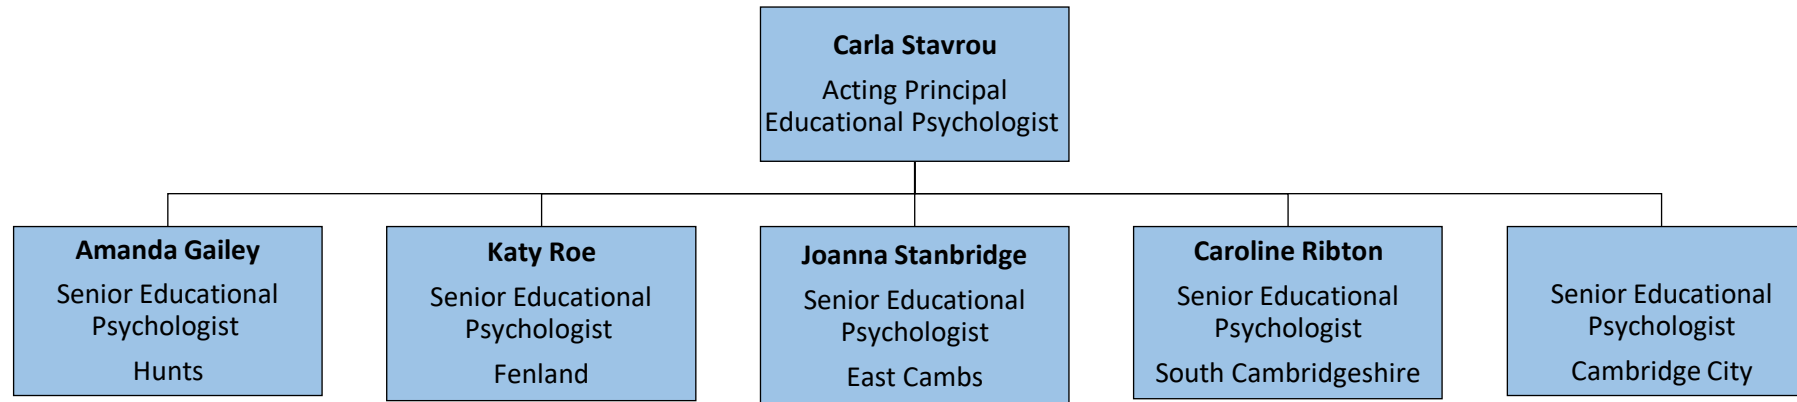 Carla Stavrou
Acting Principal
Educational Psychologist
Amanda Gailey
Senior Educational
Psychologist
Hunts
Katy Roe
Senior Educational
Psychologist
Fenland
Joanna Stanbridge
Senior Educational
Psychologist
East Cambs
Caroline Ribton
Senior Educational
Psychologist
South Cambridgeshire
Senior Educational
Psychologist
Cambridge City